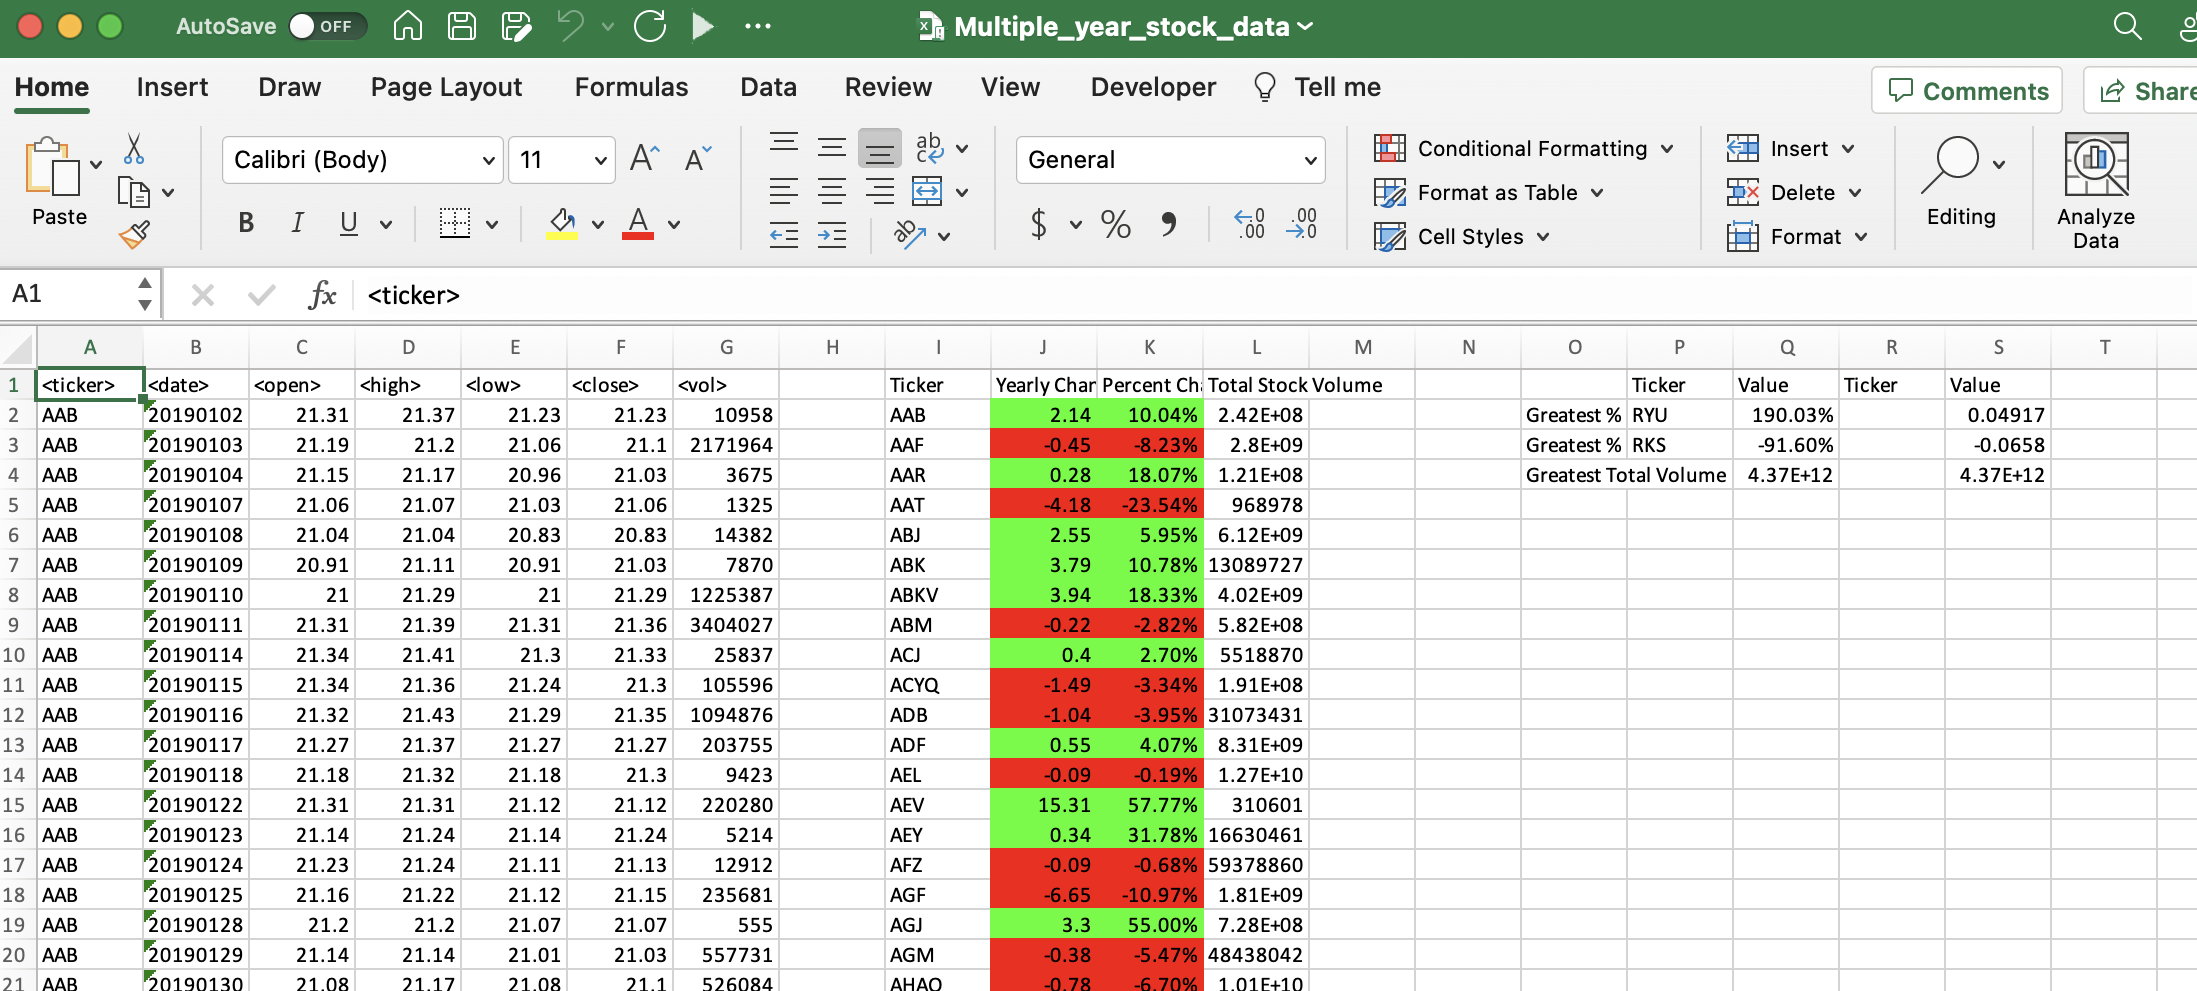 AutoSave OFF Multiple_year_stock_data
Home Insert Draw Page Layout Formulas Data Review View Developer Tell me Comments Share
Paste Calibri (Body) 11 General Conditional Formatting Insert
Format as Table Delete Editing Analyze Data
Cell Styles Format
A1 fx <ticker>
A B C D E F G H I J K L M N O P Q R S T
1 <ticker> <date> <open> <high> <low> <close> <vol> Ticker Yearly Char Percent Ch Total Stock Volume Ticker Value Ticker Value
2 AAB 20190102 21.31 21.37 21.23 21.23 10958 AAB 2.14 10.04% 2.42E+08 Greatest % RYU 190.03% 0.04917
3 AAB 20190103 21.19 21.2 21.06 21.1 2171964 AAF -0.45 -8.23% 2.8E+09 Greatest % RKS -91.60% -0.0658
4 AAB 20190104 21.15 21.17 20.96 21.03 3675 AAR 0.28 18.07% 1.21E+08 Greatest Total Volume 4.37E+12 4.37E+12
5 AAB 20190107 21.06 21.07 21.03 21.06 1325 AAT -4.18 -23.54% 968978
6 AAB 20190108 21.04 21.04 20.83 20.83 14382 ABJ 2.55 5.95% 6.12E+09
7 AAB 20190109 20.91 21.11 20.91 21.03 7870 ABK 3.79 10.78% 13089727
8 AAB 20190110 21 21.29 21 21.29 1225387 ABKV 3.94 18.33% 4.02E+09
9 AAB 20190111 21.31 21.39 21.31 21.36 3404027 ABM -0.22 -2.82% 5.82E+08
10 AAB 20190114 21.34 21.41 21.3 21.33 25837 ACJ 0.4 2.70% 5518870
11 AAB 20190115 21.34 21.36 21.24 21.3 105596 ACYQ -1.49 -3.34% 1.91E+08
12 AAB 20190116 21.32 21.43 21.29 21.35 1094876 ADB -1.04 -3.95% 31073431
13 AAB 20190117 21.27 21.37 21.27 21.27 203755 ADF 0.55 4.07% 8.31E+09
14 AAB 20190118 21.18 21.32 21.18 21.3 9423 AEL -0.09 -0.19% 1.27E+10
15 AAB 20190122 21.31 21.31 21.12 21.12 220280 AEV 15.31 57.77% 310601
16 AAB 20190123 21.14 21.24 21.14 21.24 5214 AEY 0.34 31.78% 16630461
17 AAB 20190124 21.23 21.24 21.11 21.13 12912 AFZ -0.09 -0.68% 59378860
18 AAB 20190125 21.16 21.22 21.12 21.15 235681 AGF -6.65 -10.97% 1.81E+09
19 AAB 20190128 21.2 21.2 21.07 21.07 555 AGJ 3.3 55.00% 7.28E+08
20 AAB 20190129 21.14 21.14 21.01 21.03 557731 AGM -0.38 -5.47% 48438042
21 AAB 20190130 21.08 21.17 21.08 21.1 526084 AHAO -0.78 -6.70% 1.01E+10